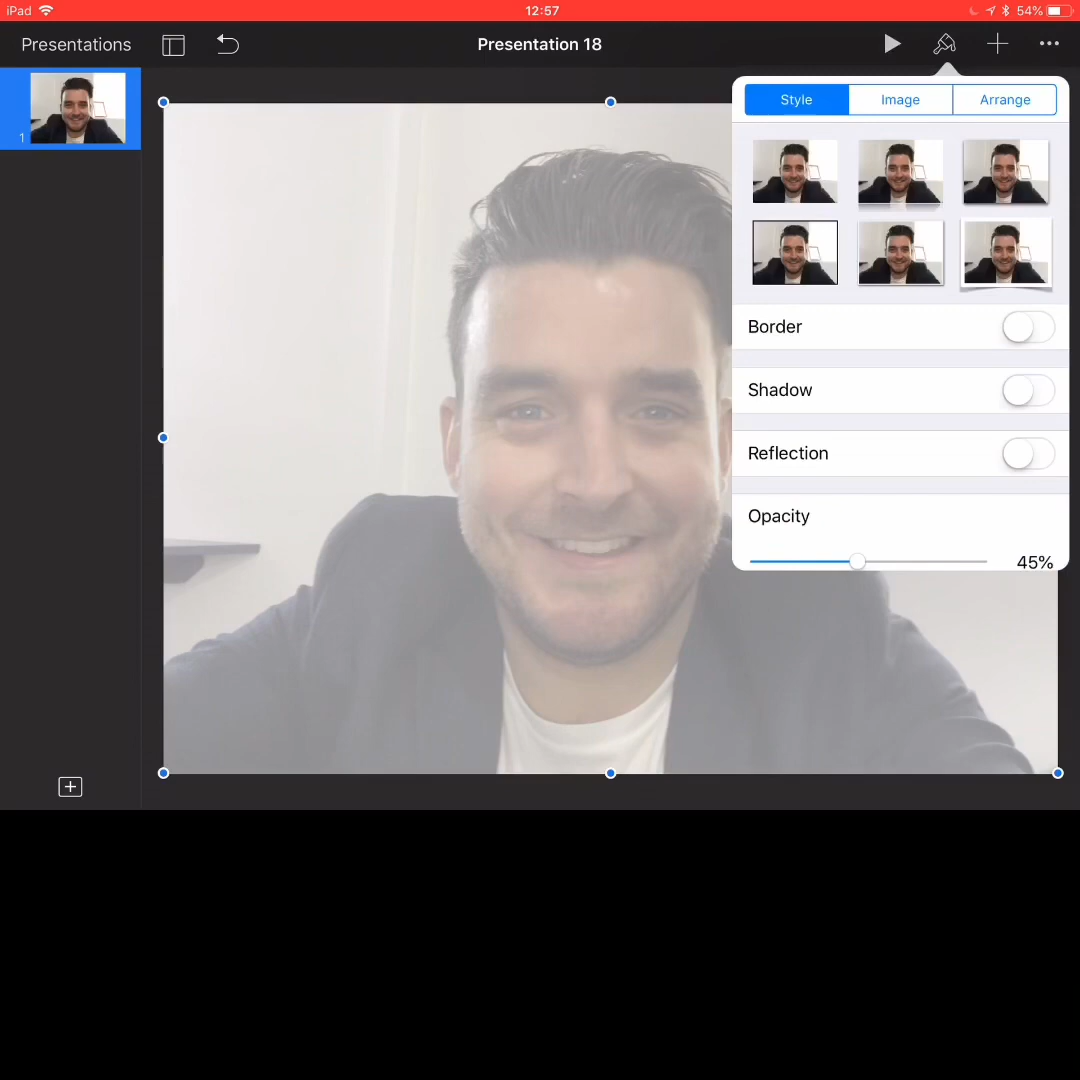 iPad 12:57 54%
Presentations Presentation 18
Style Image Arrange
1
Border
Shadow
Reflection
Opacity
45%